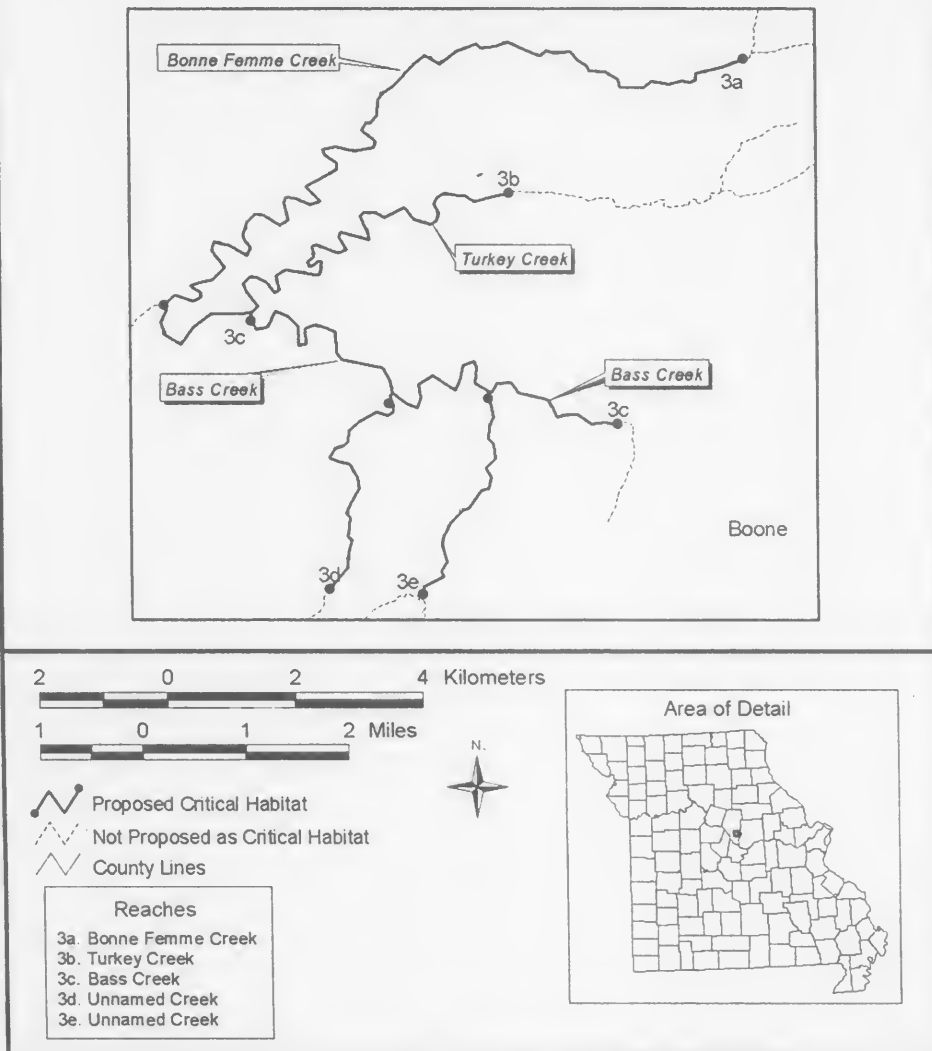 Bonne Femme Creek
3a
3b
Turkey Creek
3c
Bass Creek
Bass Creek
3c
Boone
3d
3e
2 0 2 4 Kilometers
1 0 1 2 Miles
N.
Proposed Critical Habitat
Not Proposed as Critical Habitat
County Lines
Reaches
3a. Bonne Femme Creek
3b. Turkey Creek
3c. Bass Creek
3d. Unnamed Creek
3e. Unnamed Creek
Area of Detail